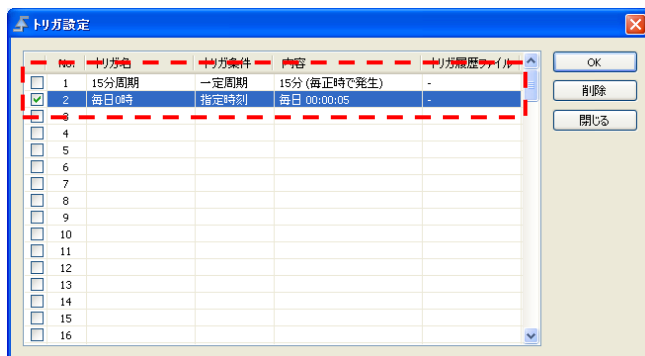 トリガ設定
No. トリガ名 トリガ条件 内容 トリガ履歴ファイル
1 15分周期 一定周期 15分 (毎正時で発生) -
2 毎日0時 指定時刻 毎日 00:00:05 -
3
4
5
6
7
8
9
10
11
12
13
14
15
16
OK
削除
閉じる